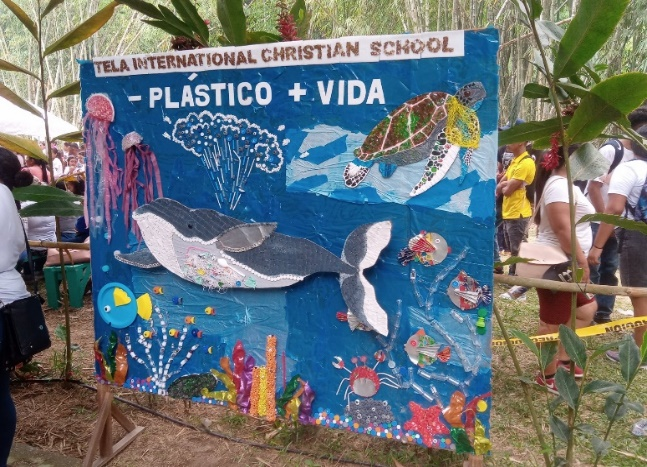 TELA INTERNATIONAL CHRISTIAN SCHOOL
- PLÁSTICO + VIDA